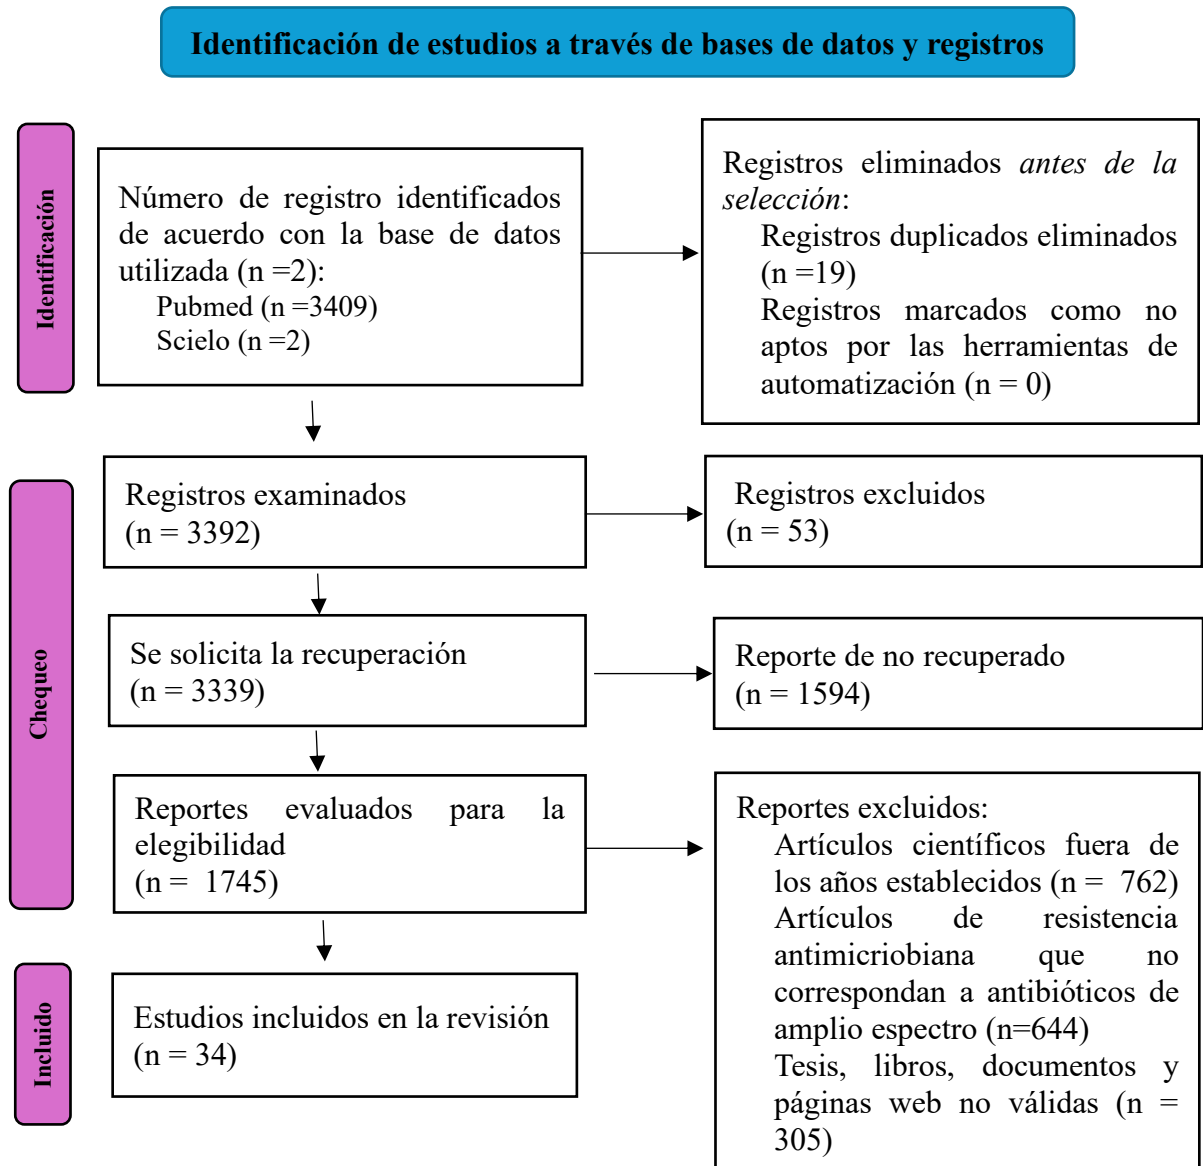 Identificación de estudios a través de bases de datos y registros
Identificación
Número de registro identificados
de acuerdo con la base de datos
utilizada (n =2):
Pubmed (n =3409)
Scielo (n =2)
Registros eliminados antes de la
selección:
Registros duplicados eliminados
(n =19)
Registros marcados como no
aptos por las herramientas de
automatización (n = 0)
Chequeo
Registros examinados
(n = 3392)
Registros excluidos
(n = 53)
Se solicita la recuperación
(n = 3339)
Reporte de no recuperado
(n = 1594)
Reportes evaluados para la
elegibilidad
(n = 1745)
Reportes excluidos:
Artículos científicos fuera de
los años establecidos (n = 762)
Artículos de resistencia
antimicriobiana que no
correspondan a antibióticos de
amplio espectro (n=644)
Tesis, libros, documentos y
páginas web no válidas (n =
305)
Incluido
Estudios incluidos en la revisión
(n = 34)